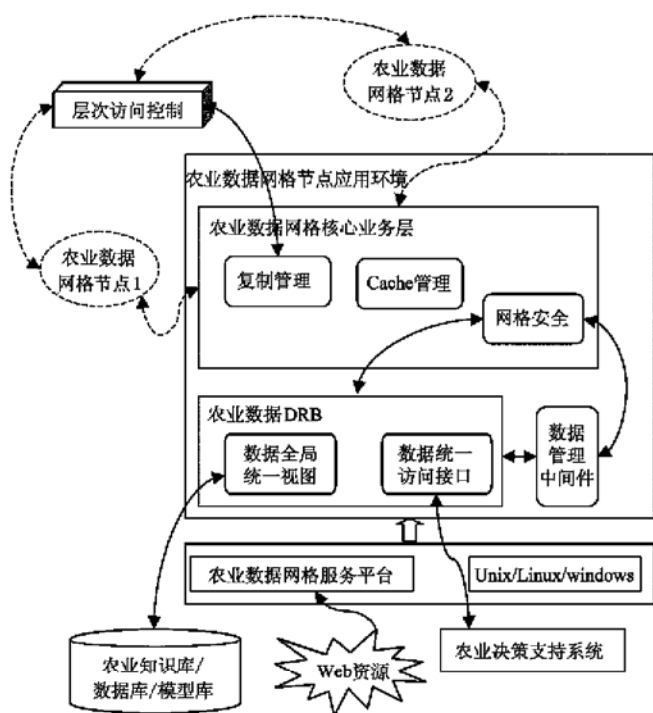 农业数据
网格节点2
层次访问控制
农业数据网格节点应用环境
农业数据网格核心业务层
农业数据
网格节点1
复制管理
Cache管理
网格安全
农业数据DRB
数据全局
统一视图
数据统一
访问接口
数据
管理
中间件
农业数据网格服务平台
Unix/Linux/windows
农业知识库/
数据库/模型库
Web资源
农业决策支持系统